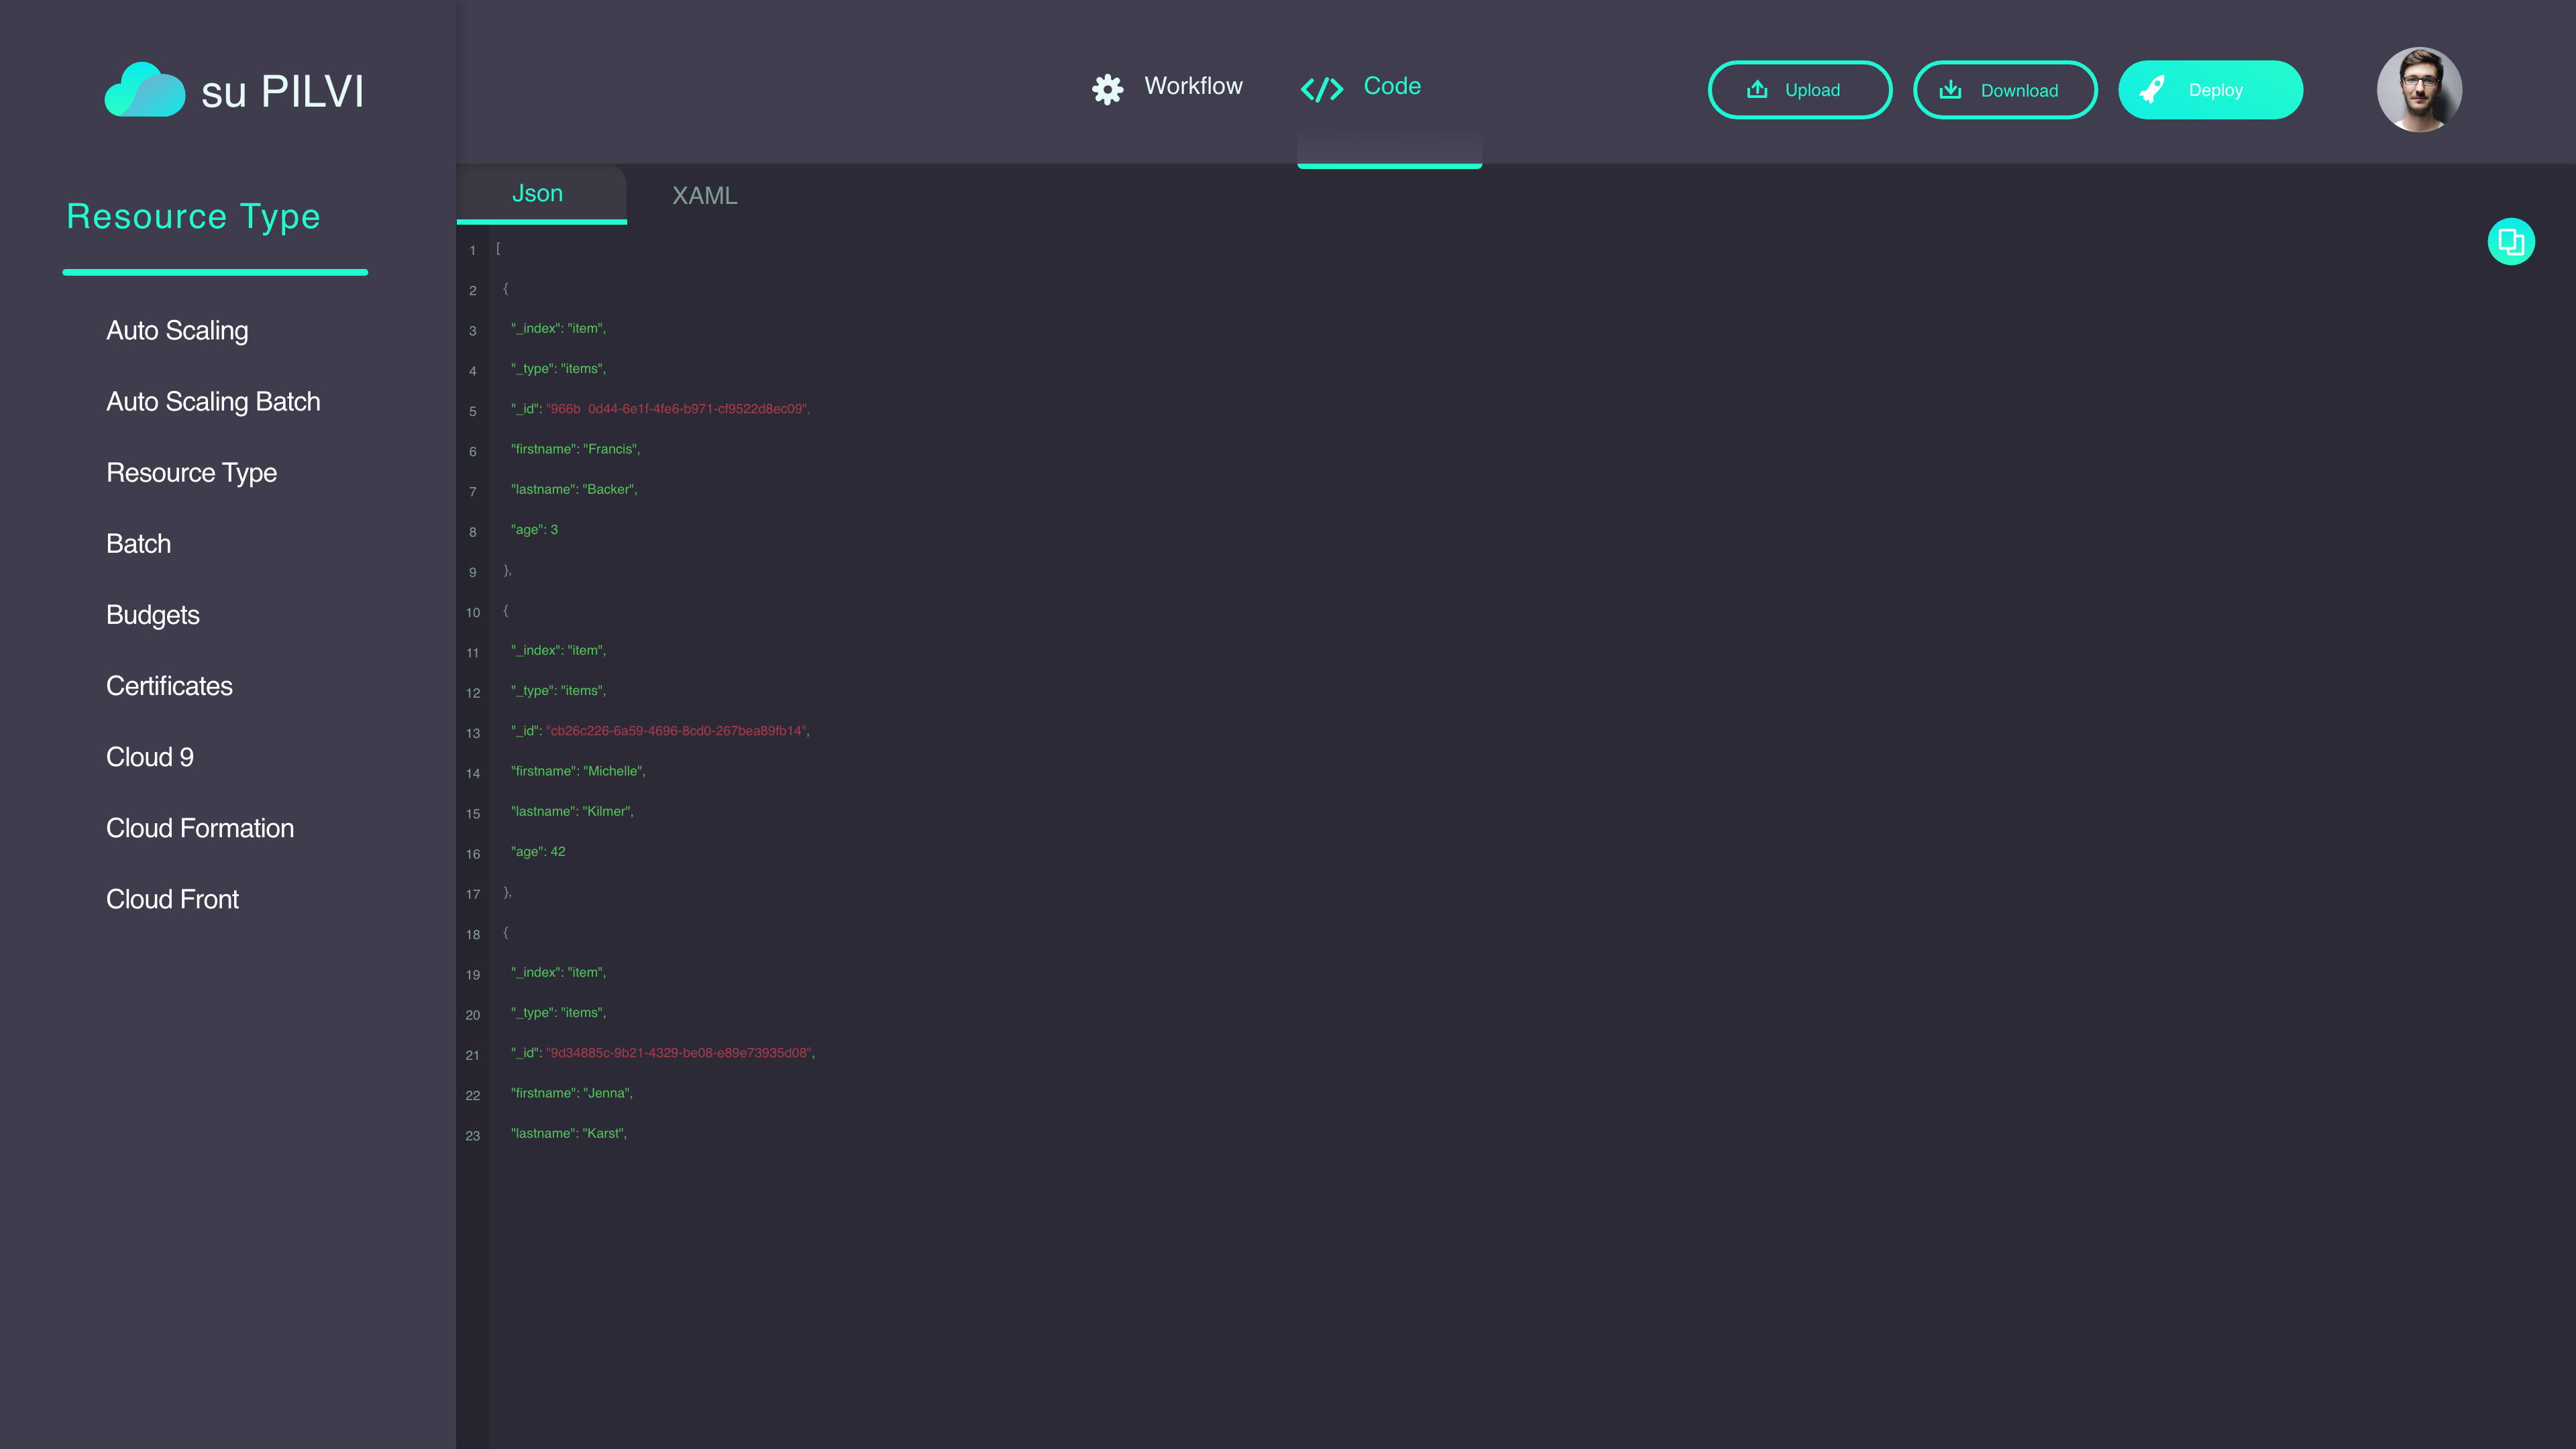 su PILVI
Workflow
Code
Upload
Download
Deploy
Resource Type
Auto Scaling
Auto Scaling Batch
Resource Type
Batch
Budgets
Certificates
Cloud 9
Cloud Formation
Cloud Front
Json
XAML
1 [
2 {
3 "_index": "item",
4 "_type": "items",
5 "_id": "966b 0d44-6e1f-4fe6-b971-cf9522d8ec09",
6 "firstname": "Francis",
7 "lastname": "Backer",
8 "age": 3
9 },
10 {
11 "_index": "item",
12 "_type": "items",
13 "_id": "cb26c226-6a59-4696-8cd0-267bea89fb14",
14 "firstname": "Michelle",
15 "lastname": "Kilmer",
16 "age": 42
17 },
18 {
19 "_index": "item",
20 "_type": "items",
21 "_id": "9d34885c-9b21-4329-be08-e89e73935d08",
22 "firstname": "Jenna",
23 "lastname": "Karst",